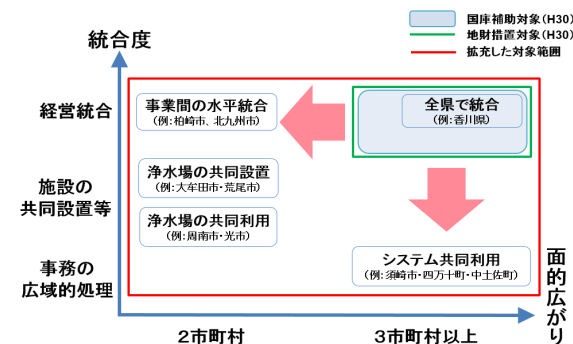 国庫補助対象(H30)
地財措置対象(H30)
拡充した対象範囲
統合度
経営統合
事業間の水平統合
(例:柏崎市、北九州市)
全県で統合
(例:香川県)
施設の
共同設置等
浄水場の共同設置
(例:大牟田市・荒尾市)
浄水場の共同利用
(例:周南市・光市)
事務の
広域的処理
システム共同利用
(例:須崎市・四万十町・中土佐町)
面的広がり
2市町村
3市町村以上